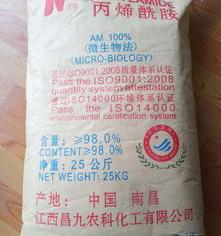 丙烯酰胺
AM 100%
(微生物法)
(MICRO-BIOLOGY)
通过ISO9001:2008质量体系认证
Pass the ISO9001:2008
quantity system attestation
通过ISO14000环境体系认证
Pass the ISO14000
environmental certification system
含量:≥98.0%
CONTENT≥98.0%
净重:25公斤
NET WEIGHT:25KG
产地:中国 南昌
江西昌九农科化工有限公司